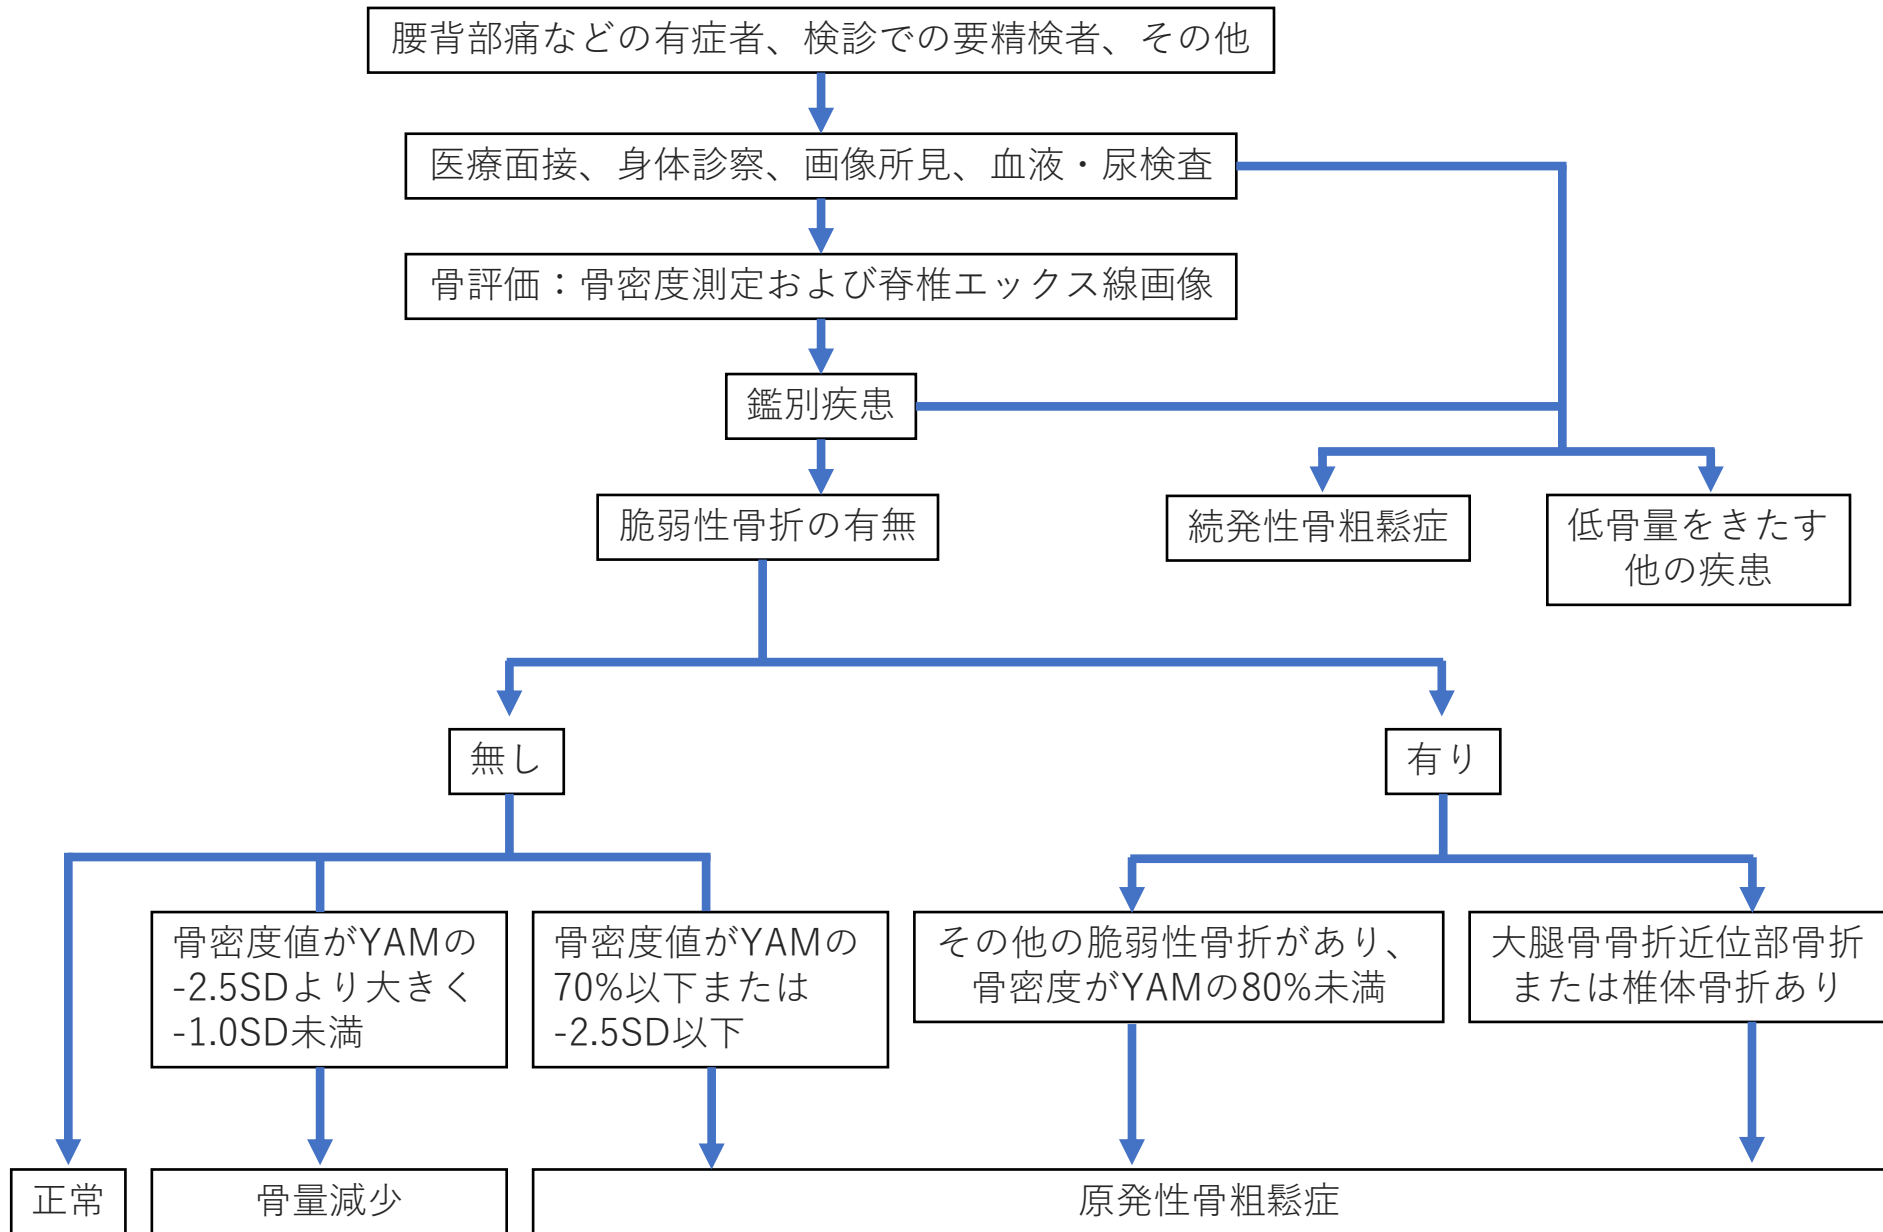 腰背部痛などの有症者、検診での要精検者、その他
医療面接、身体診察、画像所見、血液・尿検査
骨評価：骨密度測定および脊椎エックス線画像
鑑別疾患
脆弱性骨折の有無
続発性骨粗鬆症
低骨量をきたす
他の疾患
無し
有り
骨密度値がYAMの
-2.5SDより大きく
-1.0SD未満
骨密度値がYAMの
70%以下または
-2.5SD以下
その他の脆弱性骨折があり、
骨密度がYAMの80%未満
大腿骨骨折近位部骨折
または椎体骨折あり
正常
骨量減少
原発性骨粗鬆症